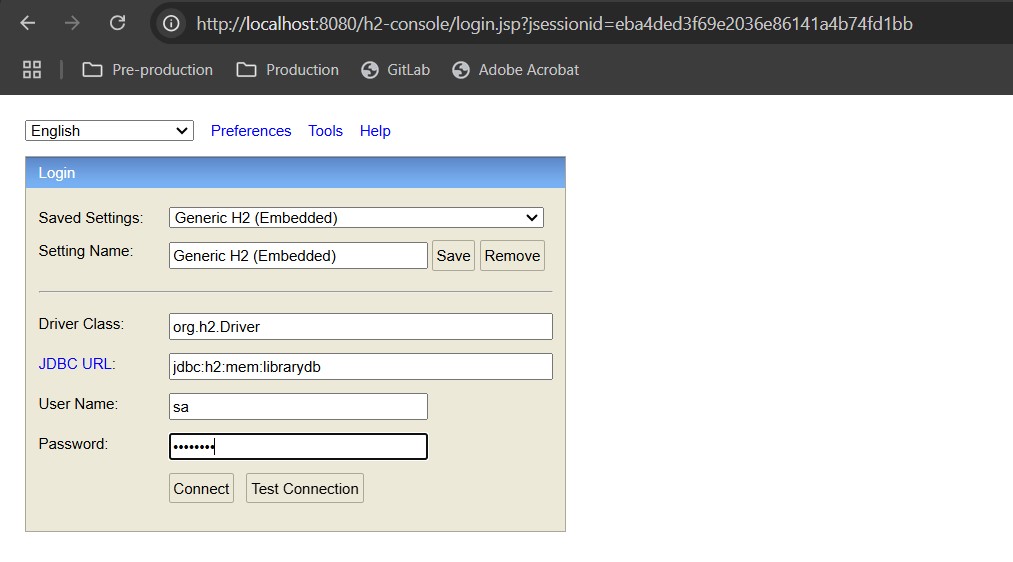 http://localhost:8080/h2-console/login.jsp?jsessionid=eba4ded3f69e2036e86141a4b74fd1bb
Pre-production Production GitLab Adobe Acrobat
English Preferences Tools Help
Login
Saved Settings: Generic H2 (Embedded)
Setting Name: Generic H2 (Embedded) Save Remove
Driver Class: org.h2.Driver
JDBC URL: jdbc:h2:mem:librarydb
User Name: sa
Password: ••••••••
Connect Test Connection